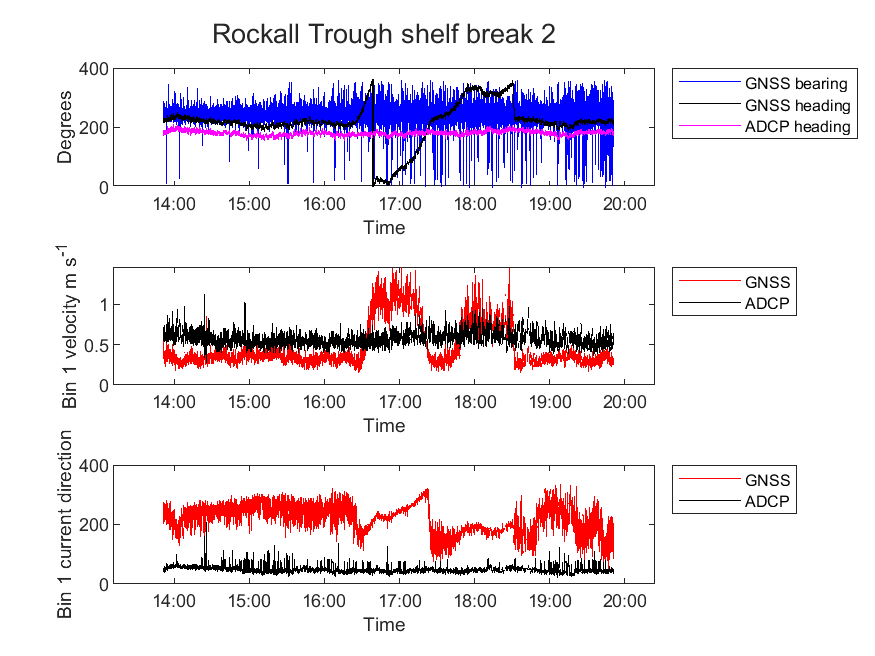 Rockall Trough shelf break 2
400
200
0
Degrees
14:00 15:00 16:00 17:00 18:00 19:00 20:00
Time
GNSS bearing
GNSS heading
ADCP heading
1
0.5
0
Bin 1 velocity m s⁻¹
14:00 15:00 16:00 17:00 18:00 19:00 20:00
Time
GNSS
ADCP
400
200
0
Bin 1 current direction
14:00 15:00 16:00 17:00 18:00 19:00 20:00
Time
GNSS
ADCP